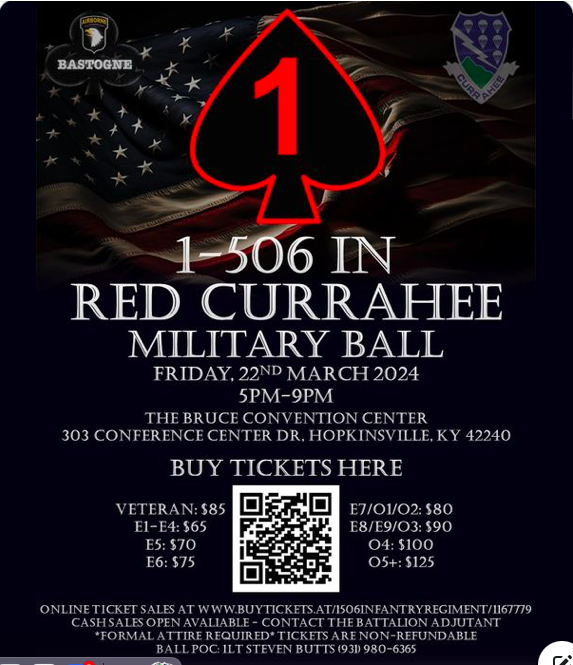 AIRBORNE
BASTOGNE
CURRAHEE
1
1-506 IN
RED CURRAHEE
MILITARY BALL
FRIDAY, 22ND MARCH 2024
5PM-9PM
THE BRUCE CONVENTION CENTER
303 CONFERENCE CENTER DR, HOPKINSVILLE, KY 42240
BUY TICKETS HERE
VETERAN: $85
E1-E4: $65
E5: $70
E6: $75
E7/O1/O2: $80
E8/E9/O3: $90
O4: $100
O5+: $125
ONLINE TICKET SALES AT WWW.BUYTICKETS.AT/1506INFANTRYREGIMENT/1167779
CASH SALES OPEN AVALIABLE - CONTACT THE BATTALION ADJUTANT
*FORMAL ATTIRE REQUIRED* TICKETS ARE NON-REFUNDABLE
BALL POC: 1LT STEVEN BUTTS (931) 980-6365